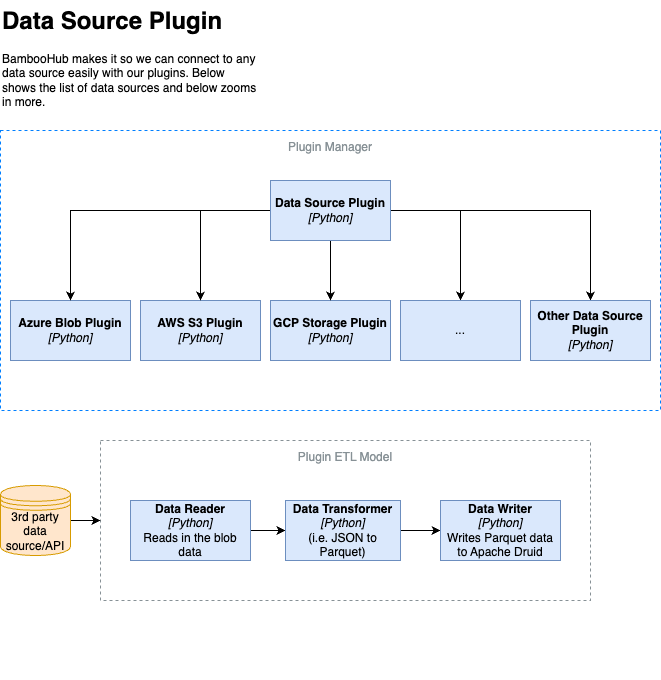 Data Source Plugin
BambooHub makes it so we can connect to any
data source easily with our plugins. Below
shows the list of data sources and below zooms
in more.
Plugin Manager
Data Source Plugin
[Python]
Azure Blob Plugin
[Python]
AWS S3 Plugin
[Python]
GCP Storage Plugin
[Python]
...
Other Data Source
Plugin
[Python]
Plugin ETL Model
3rd party
data
source/API
Data Reader
[Python]
Reads in the blob
data
Data Transformer
[Python]
(i.e. JSON to
Parquet)
Data Writer
[Python]
Writes Parquet data
to Apache Druid